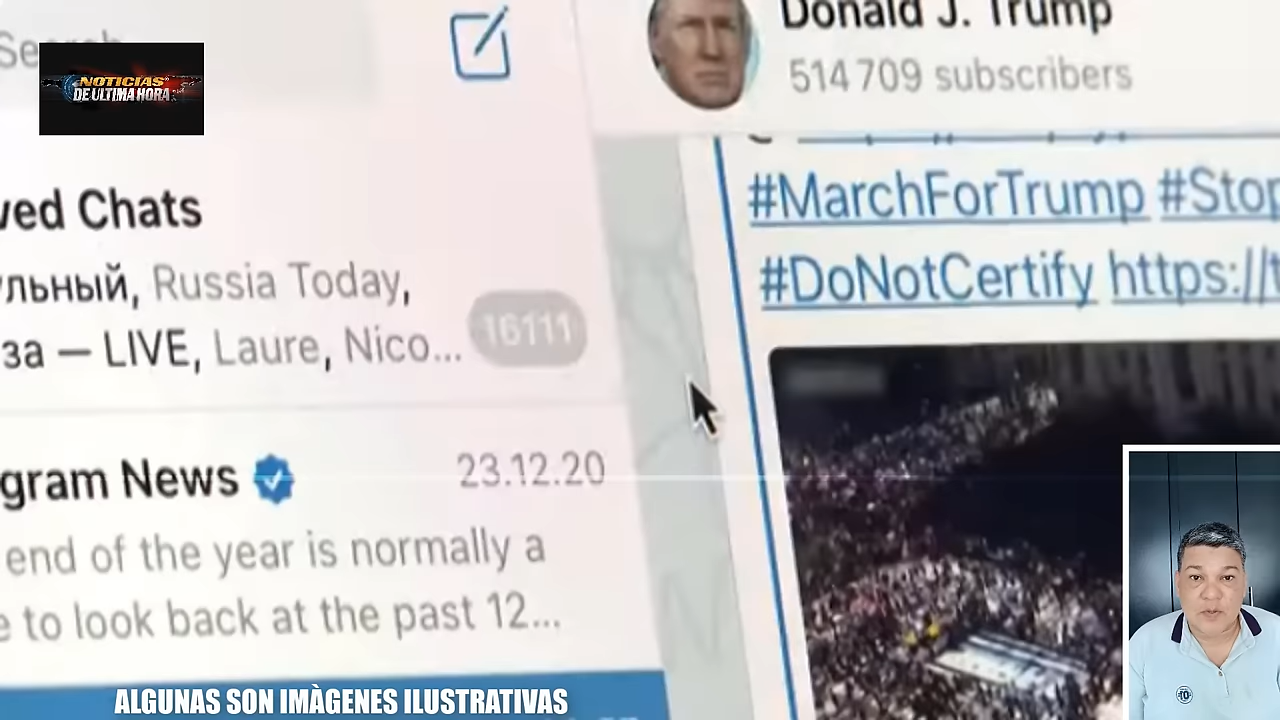 NOTICIAS
DE ULTIMA HORA
Donald J. Trump
514 709 subscribers
#MarchForTrump #Stop
#DoNotCertify https://t
ved Chats
льный, Russia Today,
за — LIVE, Laure, Nico...
16111
gram News
23.12.20
end of the year is normally a
e to look back at the past 12...
ALGUNAS SON IMÀGENES ILUSTRATIVAS